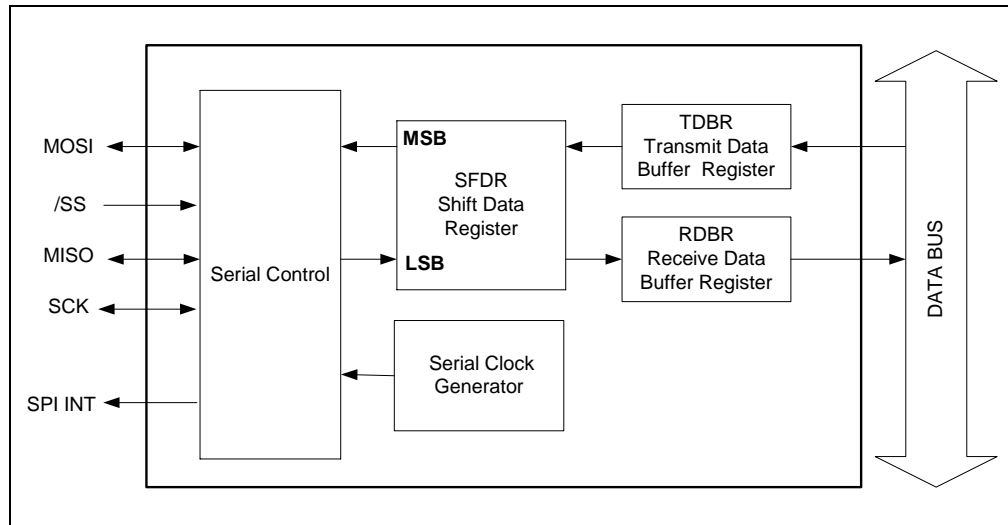 MOSI
/SS
MISO
SCK
SPI INT
Serial Control
MSB
SFDR
Shift Data
Register
LSB
Serial Clock
Generator
TDBR
Transmit Data
Buffer Register
RDBR
Receive Data
Buffer Register
DATA BUS